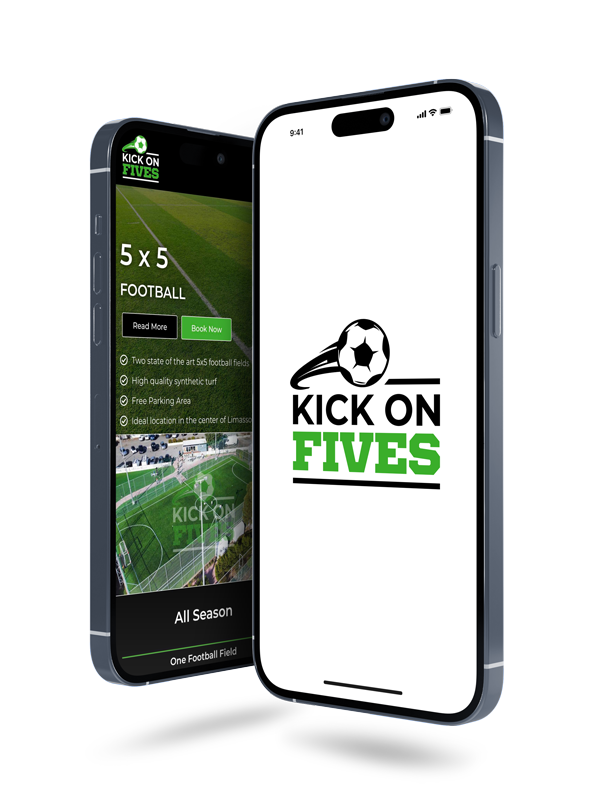 KICK ON
FIVES
5 x 5
FOOTBALL
Read More
Book Now
Two state of the art 5x5 football fields
High quality synthetic turf
Free Parking Area
Ideal location in the center of
KICK ON
FIVES
All Season
One Football Field
9:41
KICK ON
FIVES